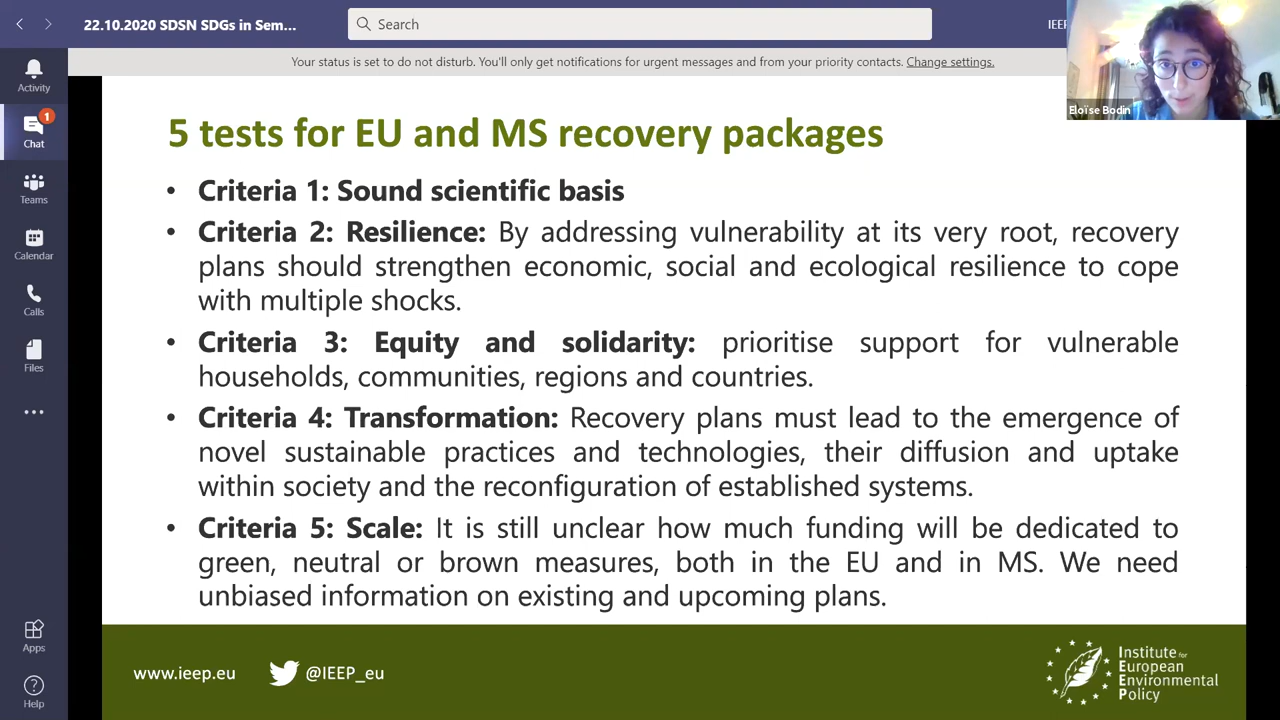 22.10.2020 SDSN SDGs in Sem...
Search
IEEP
Your status is set to do not disturb. You'll only get notifications for urgent messages and from your priority contacts. Change settings.
Eloïse Bodin
Activity
1
Chat
Teams
Calendar
Calls
Files
Apps
Help
5 tests for EU and MS recovery packages
• Criteria 1: Sound scientific basis
• Criteria 2: Resilience: By addressing vulnerability at its very root, recovery
plans should strengthen economic, social and ecological resilience to cope
with multiple shocks.
• Criteria 3: Equity and solidarity: prioritise support for vulnerable
households, communities, regions and countries.
• Criteria 4: Transformation: Recovery plans must lead to the emergence of
novel sustainable practices and technologies, their diffusion and uptake
within society and the reconfiguration of established systems.
• Criteria 5: Scale: It is still unclear how much funding will be dedicated to
green, neutral or brown measures, both in the EU and in MS. We need
unbiased information on existing and upcoming plans.
www.ieep.eu
@IEEP_eu
Institute for
European
Environmental
Policy